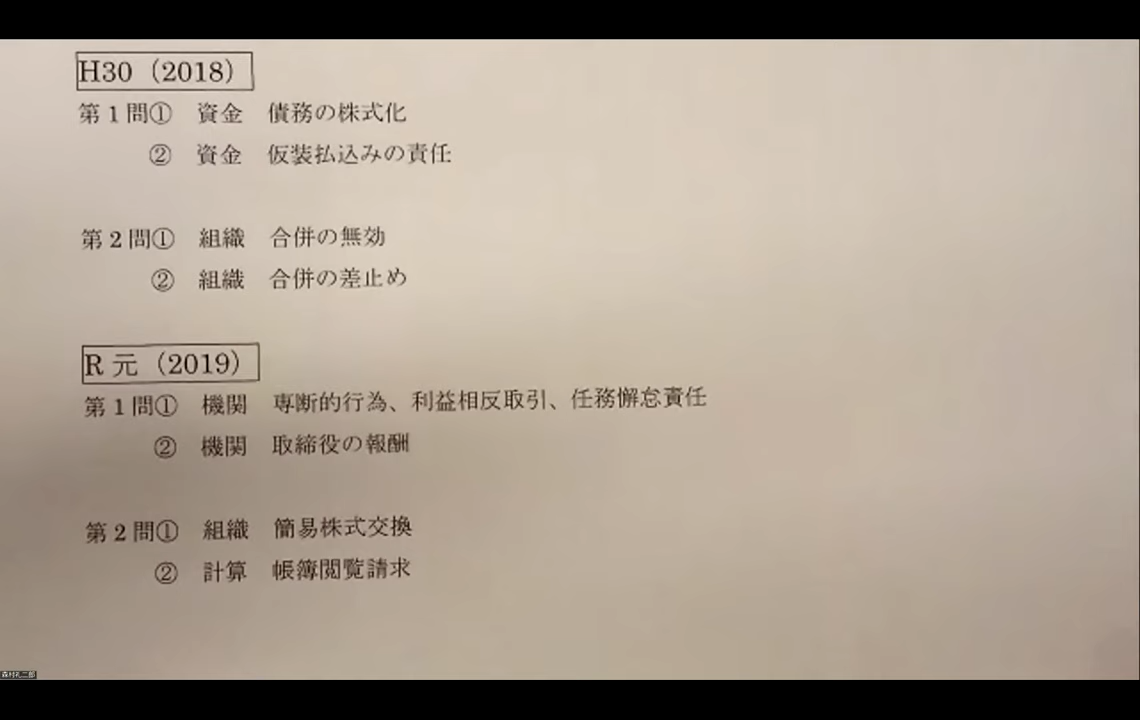 H30（2018）
第1問① 資金 債務の株式化
② 資金 仮装払込みの責任
第2問① 組織 合併の無効
② 組織 合併の差止め
R 元（2019）
第1問① 機関 専断的行為、利益相反取引、任務懈怠責任
② 機関 取締役の報酬
第2問① 組織 簡易株式交換
② 計算 帳簿閲覧請求